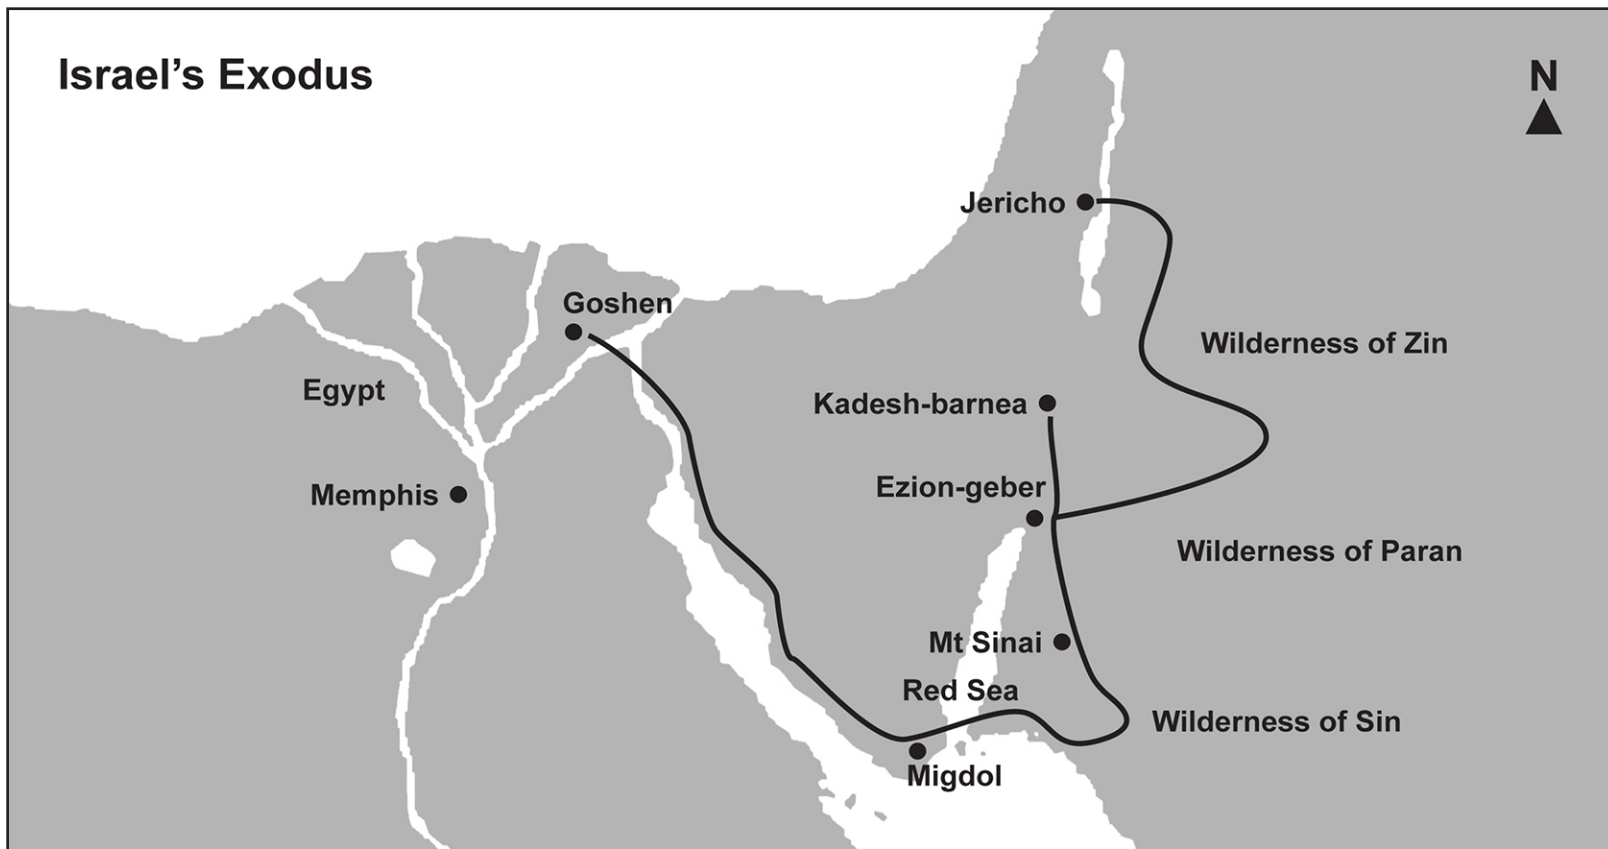 Israel’s Exodus
N
Jericho
Goshen
Wilderness of Zin
Egypt
Kadesh-barnea
Ezion-geber
Memphis
Wilderness of Paran
Mt Sinai
Red Sea
Wilderness of Sin
Migdol